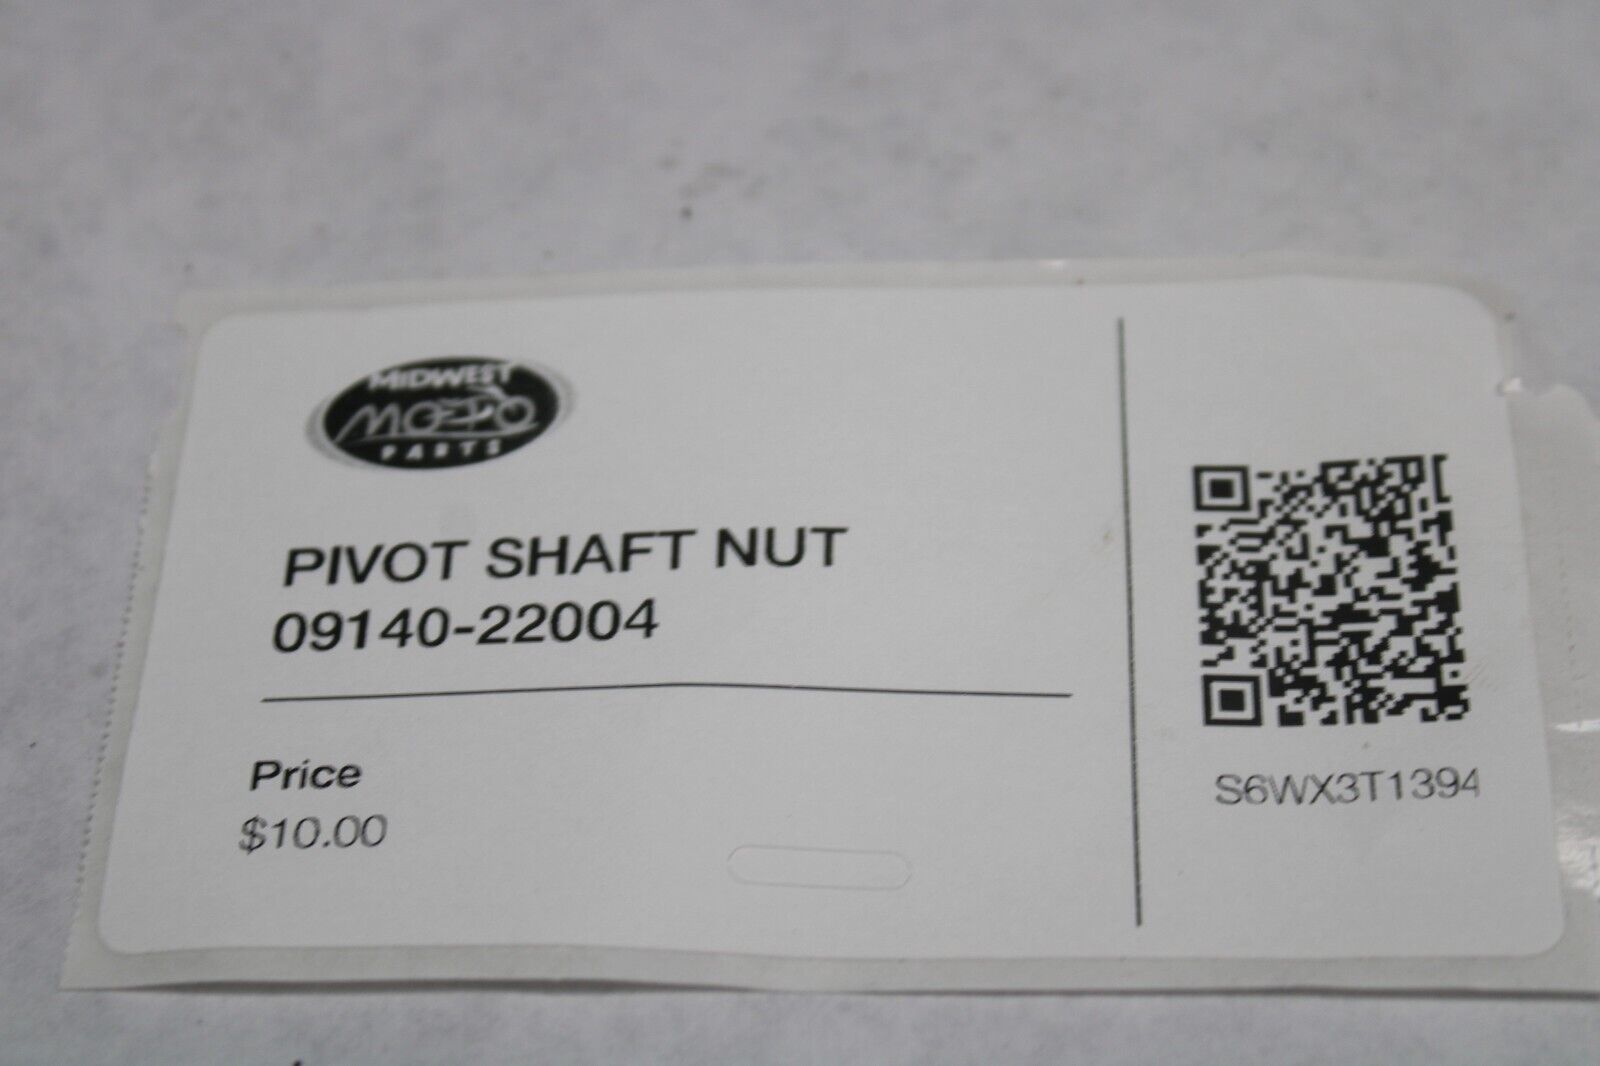 MIDWEST
MOTO
PARTS
PIVOT SHAFT NUT
09140-22004
Price
$10.00
S6WX3T1394